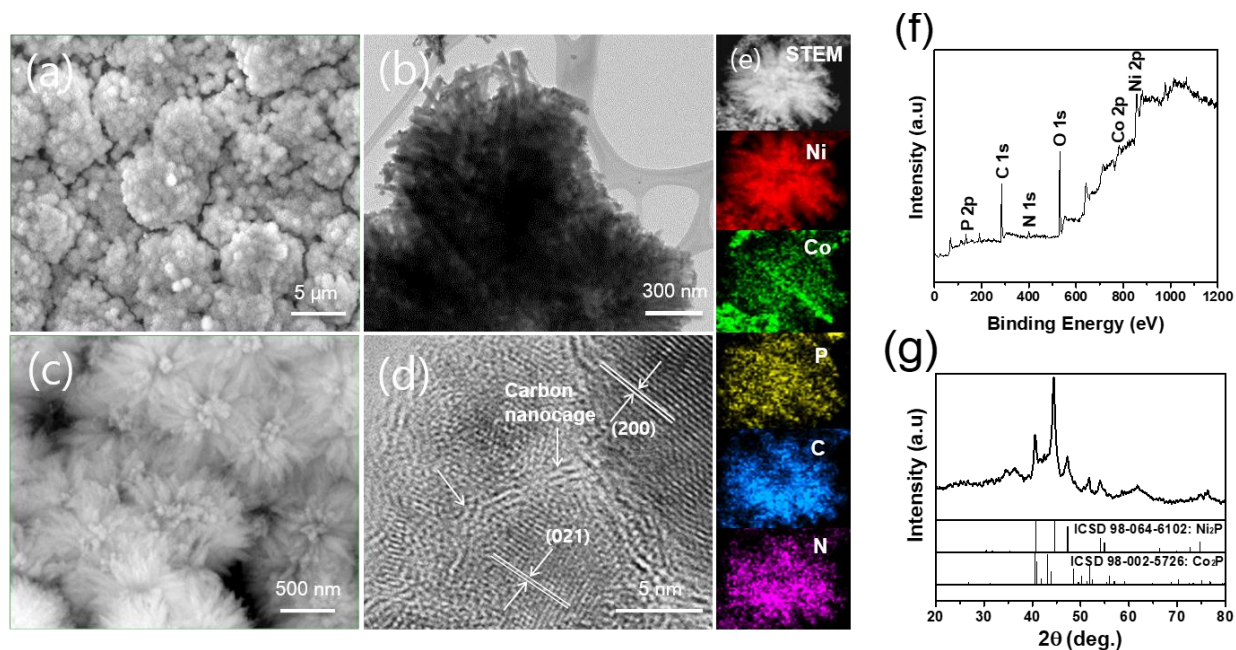 (a)
5 µm
(b)
300 nm
(c)
500 nm
(d)
Carbon
nanocage
(200)
(021)
5 nm
(e)
STEM
Ni
Co
P
C
N
(f)
Intensity (a.u)
P 2p
C 1s
N 1s
O 1s
Co 2p
Ni 2p
0 200 400 600 800 1000 1200
Binding Energy (eV)
(g)
Intensity (a.u)
ICSD 98-064-6102: Ni₂P
ICSD 98-002-5726: Co₂P
20 30 40 50 60 70 80
2θ (deg.)